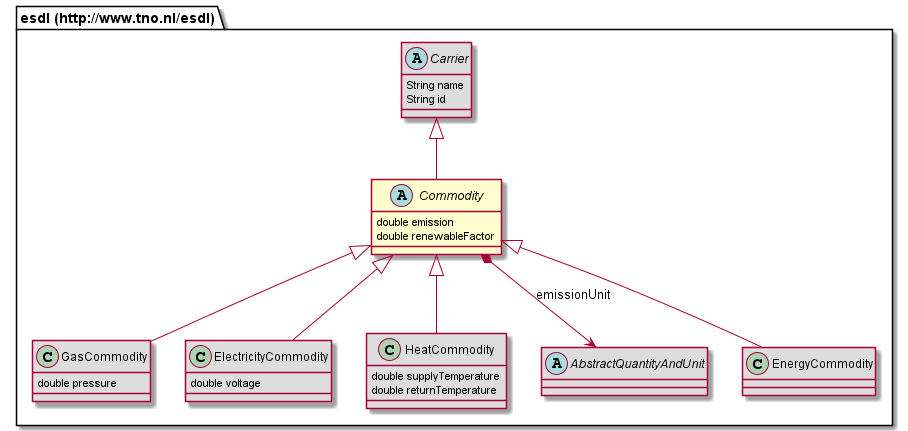 esdl (http://www.tno.nl/esdl)
A Carrier
String name
String id
A Commodity
double emission
double renewableFactor
emissionUnit
C GasCommodity
double pressure
C ElectricityCommodity
double voltage
C HeatCommodity
double supplyTemperature
double returnTemperature
A AbstractQuantityAndUnit
C EnergyCommodity